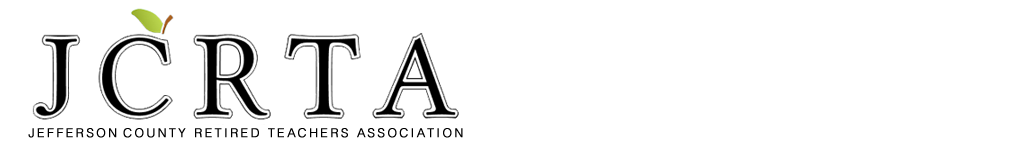 JCRTA
JEFFERSON COUNTY RETIRED TEACHERS ASSOCIATION